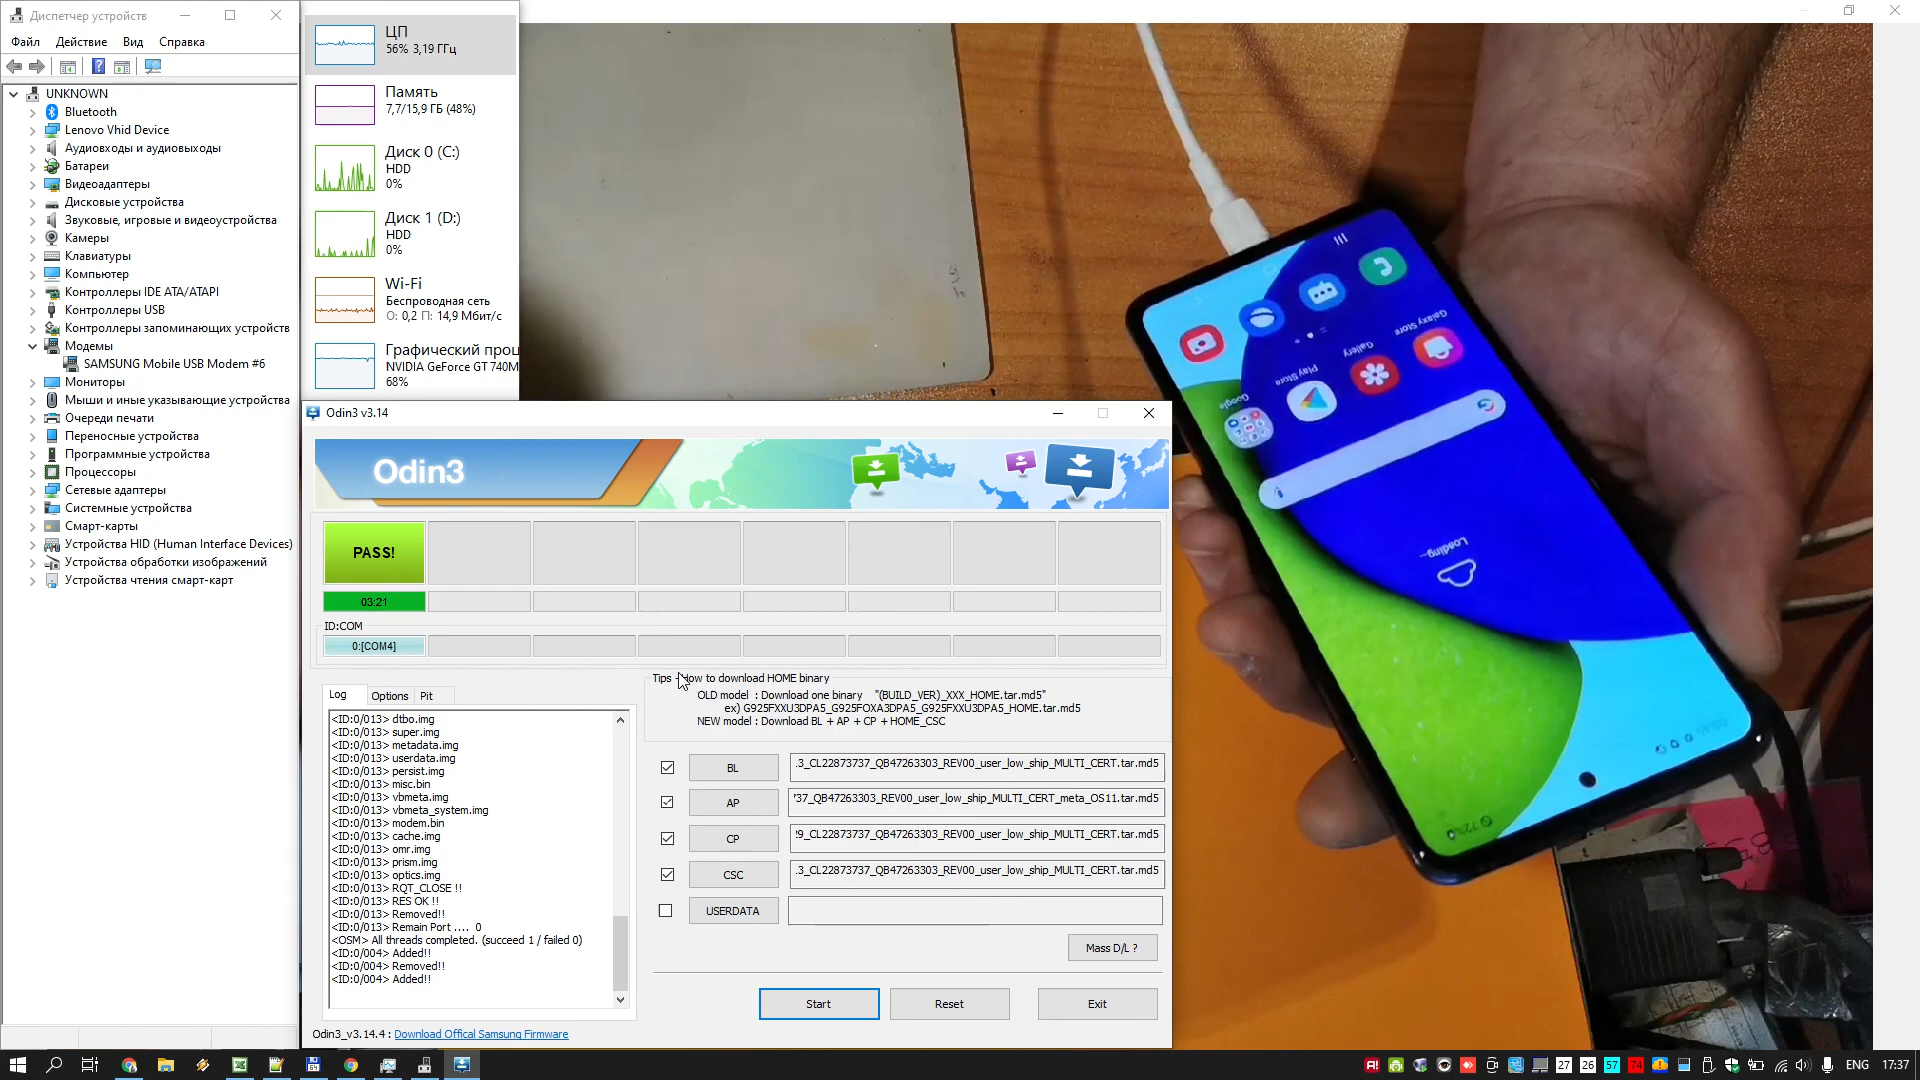 Диспетчер устройств
Файл Действие Вид Справка
UNKNOWN
Bluetooth
Lenovo Vhid Device
Аудиовходы и аудиовыходы
Батареи
Видеоадаптеры
Дисковые устройства
Звуковые, игровые и видеоустройства
Камеры
Клавиатуры
Компьютер
Контроллеры IDE ATA/ATAPI
Контроллеры USB
Контроллеры запоминающих устройств
Модемы
SAMSUNG Mobile USB Modem #6
Мониторы
Мыши и иные указывающие устройства
Очереди печати
Переносные устройства
Программные устройства
Процессоры
Сетевые адаптеры
Системные устройства
Смарт-карты
Устройства HID (Human Interface Devices)
Устройства обработки изображений
Устройства чтения смарт-карт
ЦП
56% 3,19 ГГц
Память
7,7/15,9 ГБ (48%)
Диск 0 (C:)
HDD
0%
Диск 1 (D:)
HDD
0%
Wi-Fi
Беспроводная сеть
О: 0,2 П: 14,9 Мбит/с
Графический проц
NVIDIA GeForce GT 740M
68%
Galaxy Store
Gallery
Play Store
Google
Loading...
72%
Odin3 v3.14
Odin3
PASS!
03:21
ID:COM
0:[COM4]
Log Options Pit
<ID:0/013> dtbo.img
<ID:0/013> super.img
<ID:0/013> metadata.img
<ID:0/013> userdata.img
<ID:0/013> persist.img
<ID:0/013> misc.bin
<ID:0/013> vbmeta.img
<ID:0/013> vbmeta_system.img
<ID:0/013> modem.bin
<ID:0/013> cache.img
<ID:0/013> omr.img
<ID:0/013> prism.img
<ID:0/013> optics.img
<ID:0/013> RQT_CLOSE !!
<ID:0/013> RES OK !!
<ID:0/013> Removed!!
<ID:0/013> Remain Port .... 0
<OSM> All threads completed. (succeed 1 / failed 0)
<ID:0/004> Added!!
<ID:0/004> Removed!!
<ID:0/004> Added!!
Tips - How to download HOME binary
OLD model : Download one binary "(BUILD_VER)_XXX_HOME.tar.md5"
ex) G925FXXU3DPA5_G925FOXA3DPA5_G925FXXU3DPA5_HOME.tar.md5
NEW model : Download BL + AP + CP + HOME_CSC
BL .3_CL22873737_QB47263303_REV00_user_low_ship_MULTI_CERT.tar.md5
AP '37_QB47263303_REV00_user_low_ship_MULTI_CERT_meta_OS11.tar.md5
CP !9_CL22873737_QB47263303_REV00_user_low_ship_MULTI_CERT.tar.md5
CSC .3_CL22873737_QB47263303_REV00_user_low_ship_MULTI_CERT.tar.md5
USERDATA
Mass D/L ?
Start Reset Exit
Odin3_v3.14.4 : Download Offical Samsung Firmware
27 26 57 74 ENG 17:37